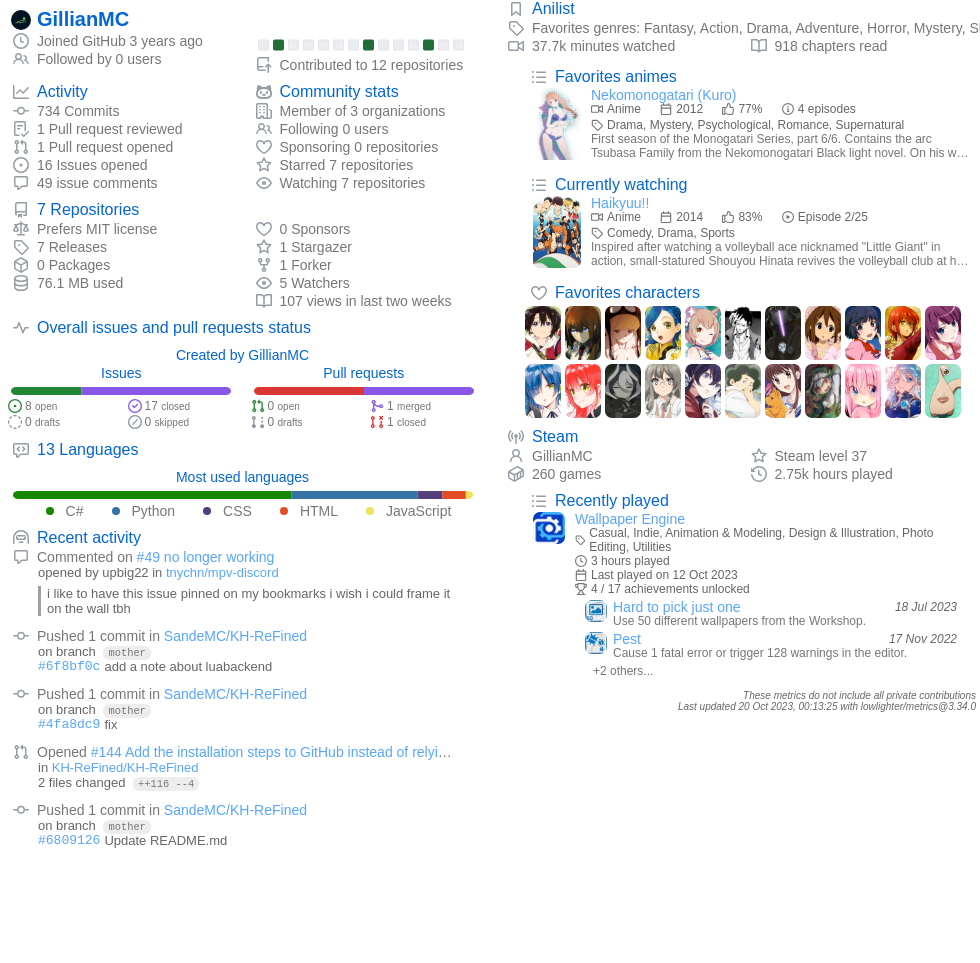 GillianMC
Joined GitHub 3 years ago
Followed by 0 users
Contributed to 12 repositories
Activity
734 Commits
1 Pull request reviewed
1 Pull request opened
16 Issues opened
49 issue comments
Community stats
Member of 3 organizations
Following 0 users
Sponsoring 0 repositories
Starred 7 repositories
Watching 7 repositories
7 Repositories
Prefers MIT license
7 Releases
0 Packages
76.1 MB used
0 Sponsors
1 Stargazer
1 Forker
5 Watchers
107 views in last two weeks
Overall issues and pull requests status
Created by GillianMC
Issues
8 open
17 closed
0 drafts
0 skipped
Pull requests
0 open
1 merged
0 drafts
1 closed
13 Languages
Most used languages
C# Python CSS HTML JavaScript
Recent activity
Commented on #49 no longer working
opened by upbig22 in tnychn/mpv-discord
i like to have this issue pinned on my bookmarks i wish i could frame it
on the wall tbh
Pushed 1 commit in SandeMC/KH-ReFined
on branch mother
#6f8bf0c add a note about luabackend
Pushed 1 commit in SandeMC/KH-ReFined
on branch mother
#4fa8dc9 fix
Opened #144 Add the installation steps to GitHub instead of relyi...
in KH-ReFined/KH-ReFined
2 files changed ++116 --4
Pushed 1 commit in SandeMC/KH-ReFined
on branch mother
#6809126 Update README.md
Anilist
Favorites genres: Fantasy, Action, Drama, Adventure, Horror, Mystery, Sl
37.7k minutes watched
918 chapters read
Favorites animes
Nekomonogatari (Kuro)
Anime 2012 77% 4 episodes
Drama, Mystery, Psychological, Romance, Supernatural
First season of the Monogatari Series, part 6/6. Contains the arc
Tsubasa Family from the Nekomonogatari Black light novel. On his w...
Currently watching
Haikyuu!!
Anime 2014 83% Episode 2/25
Comedy, Drama, Sports
Inspired after watching a volleyball ace nicknamed "Little Giant" in
action, small-statured Shouyou Hinata revives the volleyball club at h...
Favorites characters
Steam
GillianMC
Steam level 37
260 games
2.75k hours played
Recently played
Wallpaper Engine
Casual, Indie, Animation & Modeling, Design & Illustration, Photo
Editing, Utilities
3 hours played
Last played on 12 Oct 2023
4 / 17 achievements unlocked
Hard to pick just one 18 Jul 2023
Use 50 different wallpapers from the Workshop.
Pest 17 Nov 2022
Cause 1 fatal error or trigger 128 warnings in the editor.
+2 others...
These metrics do not include all private contributions
Last updated 20 Oct 2023, 00:13:25 with lowlighter/metrics@3.34.0